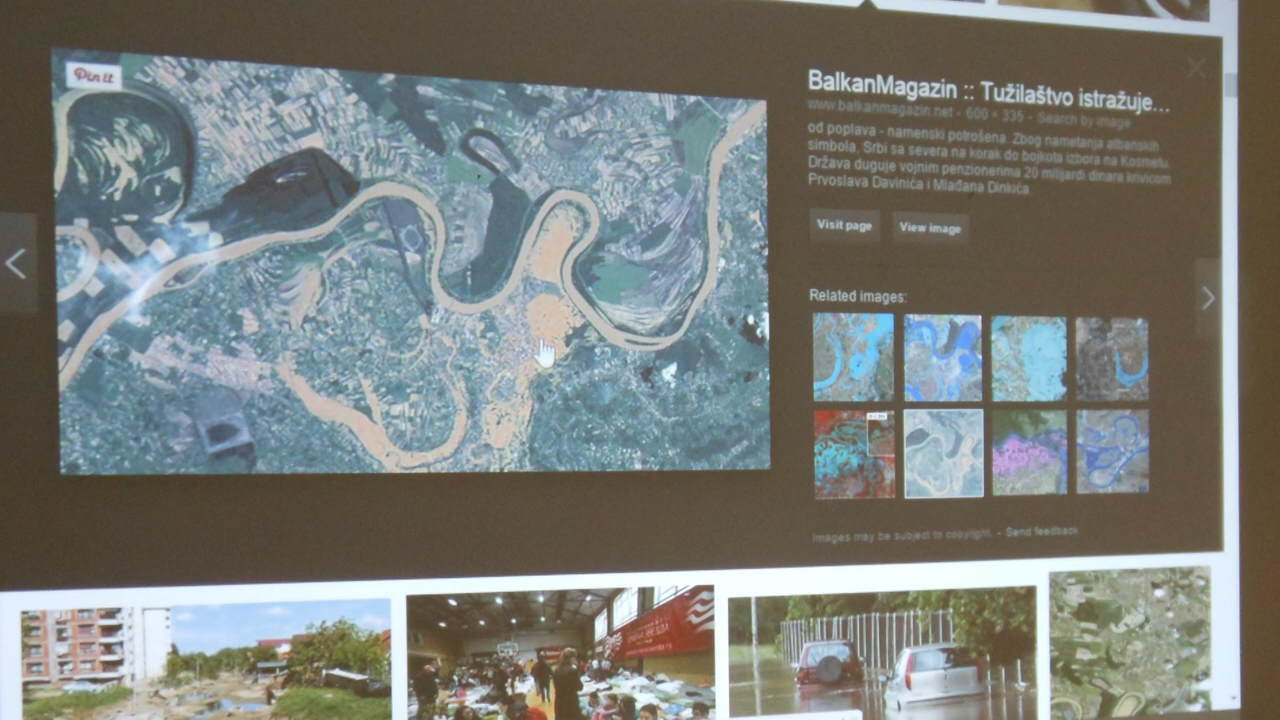 Pin it
BalkanMagazin :: Tužilaštvo istražuje...
www.balkanmagazin.net - 600 × 335 - Search by image
od poplava - namenski potrošena. Zbog nametanja albanskih
simbola, Srbi sa severa na korak do bojkota izbora na Kosmetu.
Država duguje vojnim penzionerima 20 milijardi dinara krivicom
Prvoslava Davinića i Mlađana Dinkića.
Visit page
View image
Related images:
Images may be subject to copyright. - Send feedback